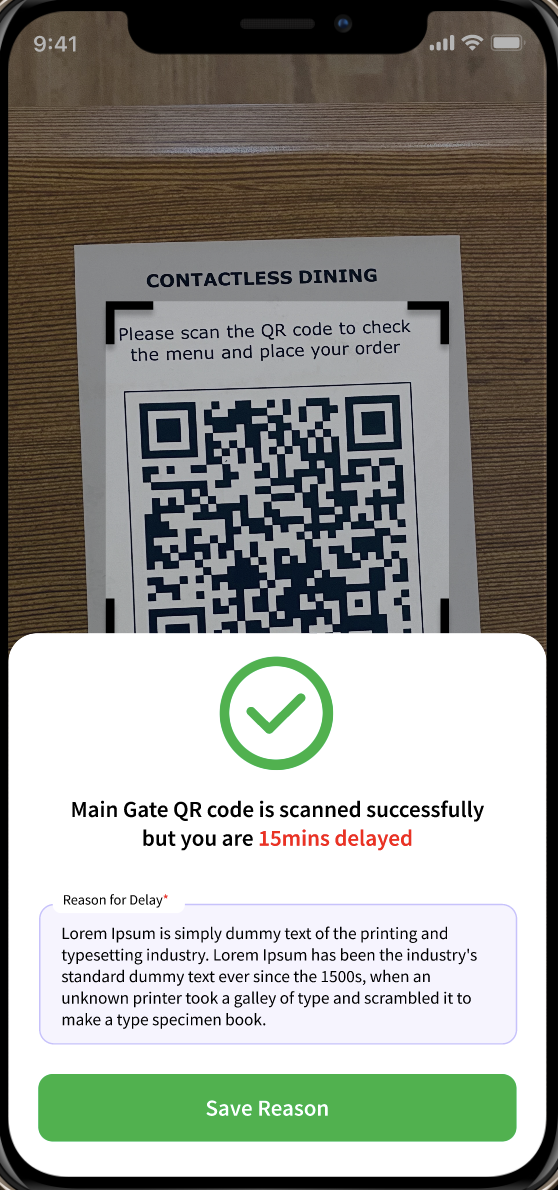 9:41
CONTACTLESS DINING
Please scan the QR code to check
the menu and place your order
Main Gate QR code is scanned successfully
but you are 15mins delayed
Reason for Delay*
Lorem Ipsum is simply dummy text of the printing and
typesetting industry. Lorem Ipsum has been the industry's
standard dummy text ever since the 1500s, when an
unknown printer took a galley of type and scrambled it to
make a type specimen book.
Save Reason